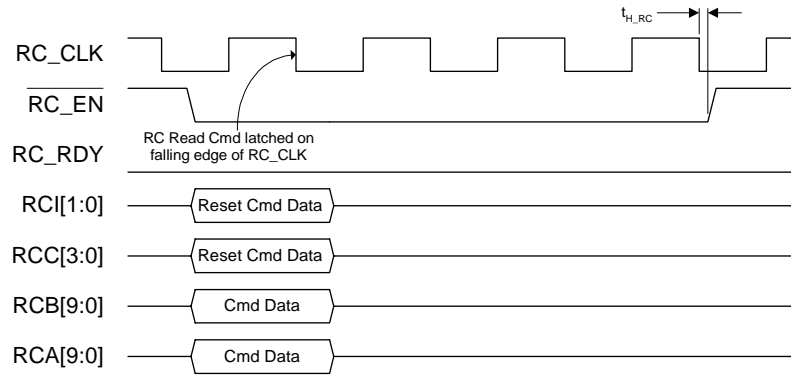 t_H_RC
RC_CLK
RC_EN
RC Read Cmd latched on
falling edge of RC_CLK
RC_RDY
RCI[1:0]
Reset Cmd Data
RCC[3:0]
Reset Cmd Data
RCB[9:0]
Cmd Data
RCA[9:0]
Cmd Data